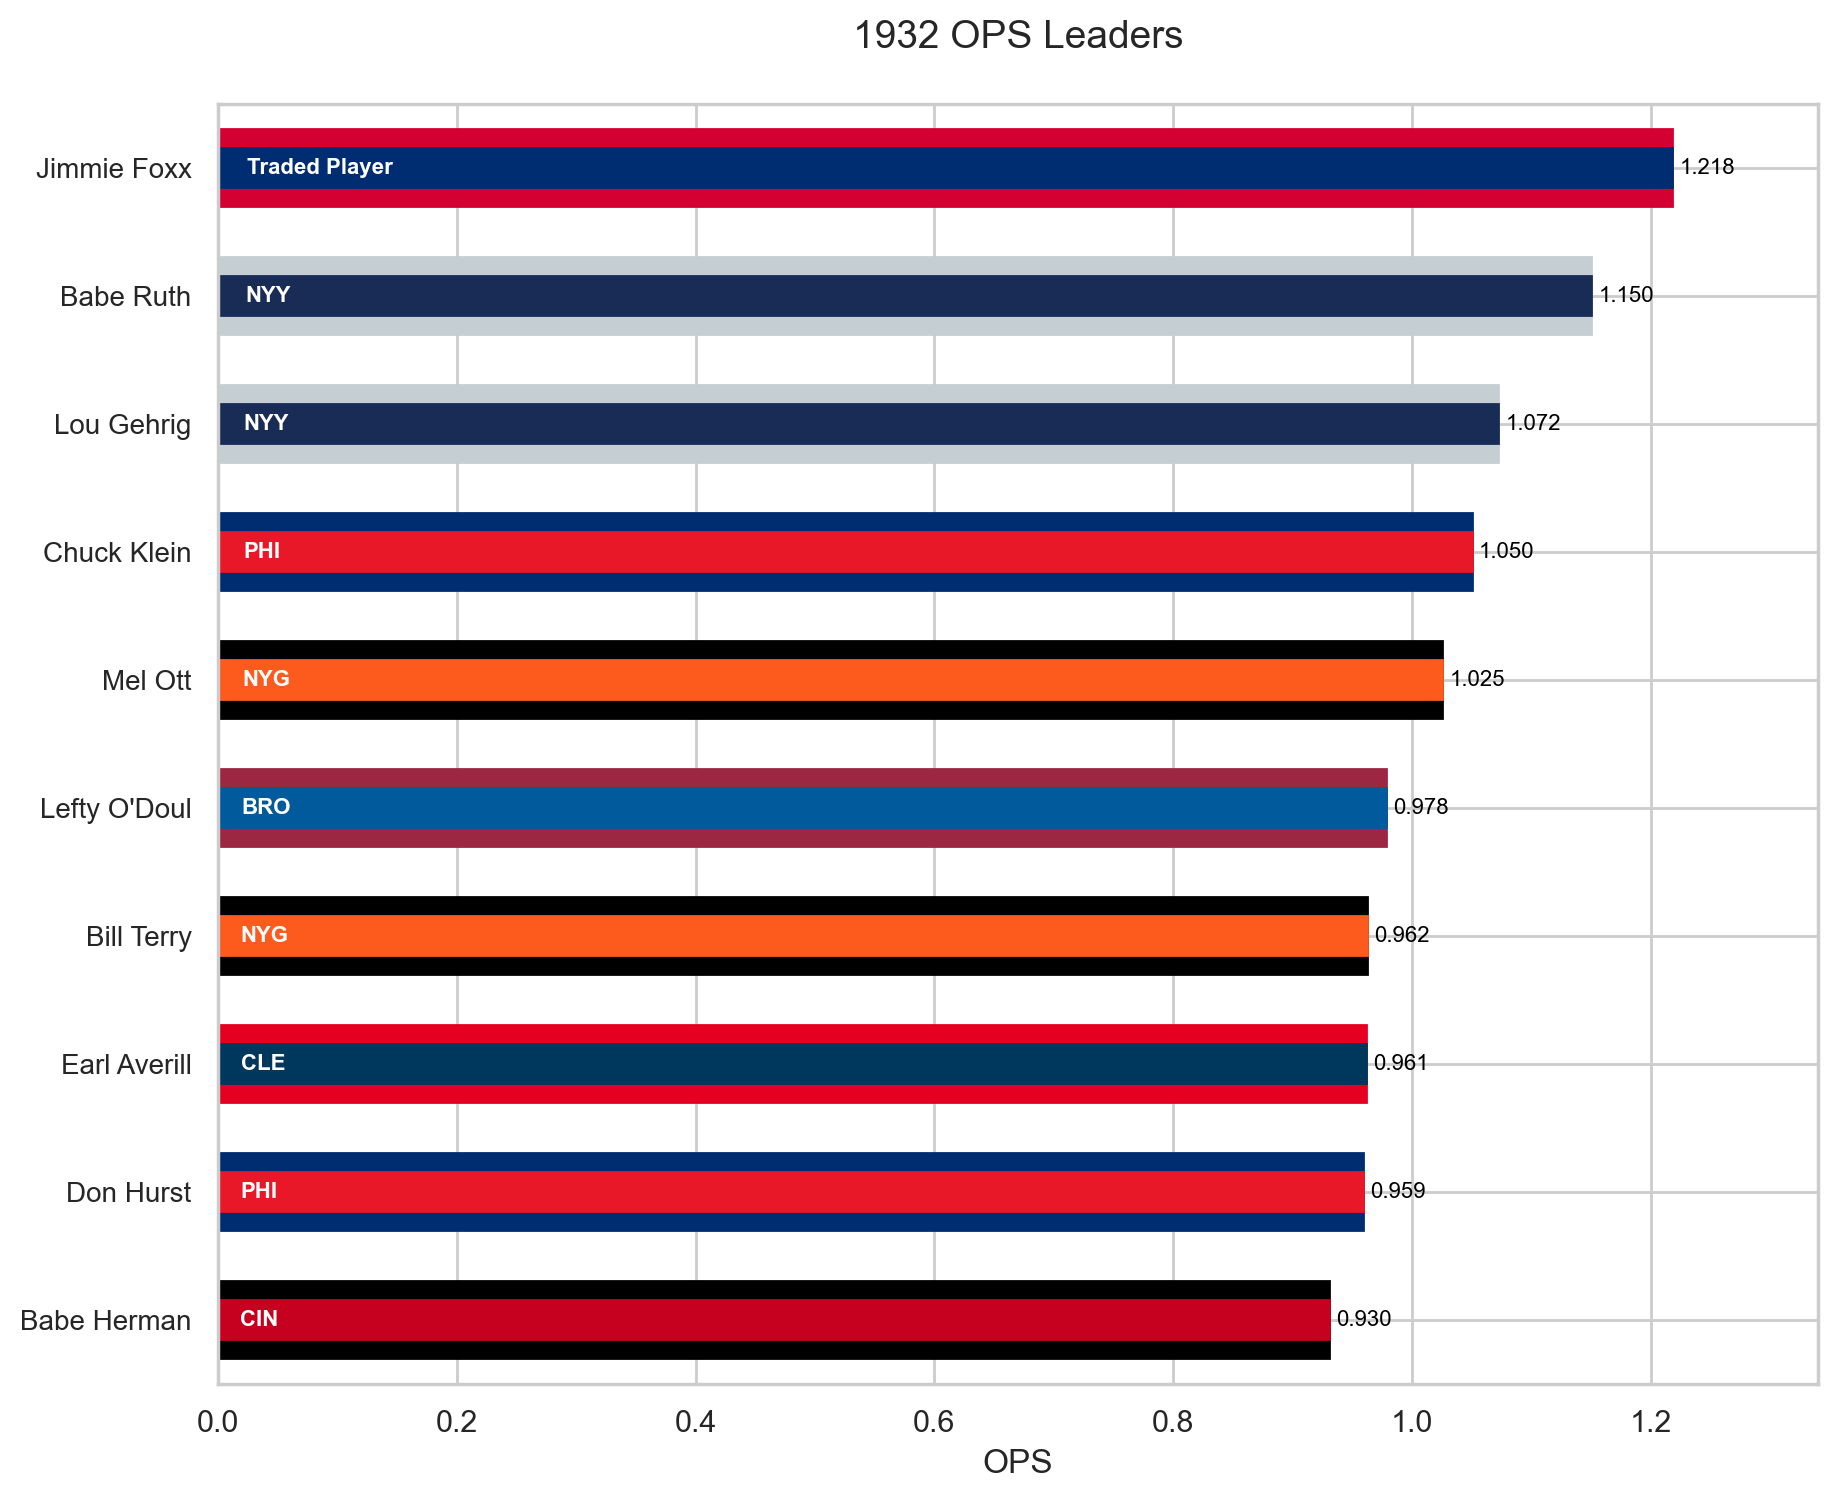 1932 OPS Leaders
Jimmie Foxx Traded Player 1.218
Babe Ruth NYY 1.150
Lou Gehrig NYY 1.072
Chuck Klein PHI 1.050
Mel Ott NYG 1.025
Lefty O'Doul BRO 0.978
Bill Terry NYG 0.962
Earl Averill CLE 0.961
Don Hurst PHI 0.959
Babe Herman CIN 0.930
0.0 0.2 0.4 0.6 0.8 1.0 1.2
OPS